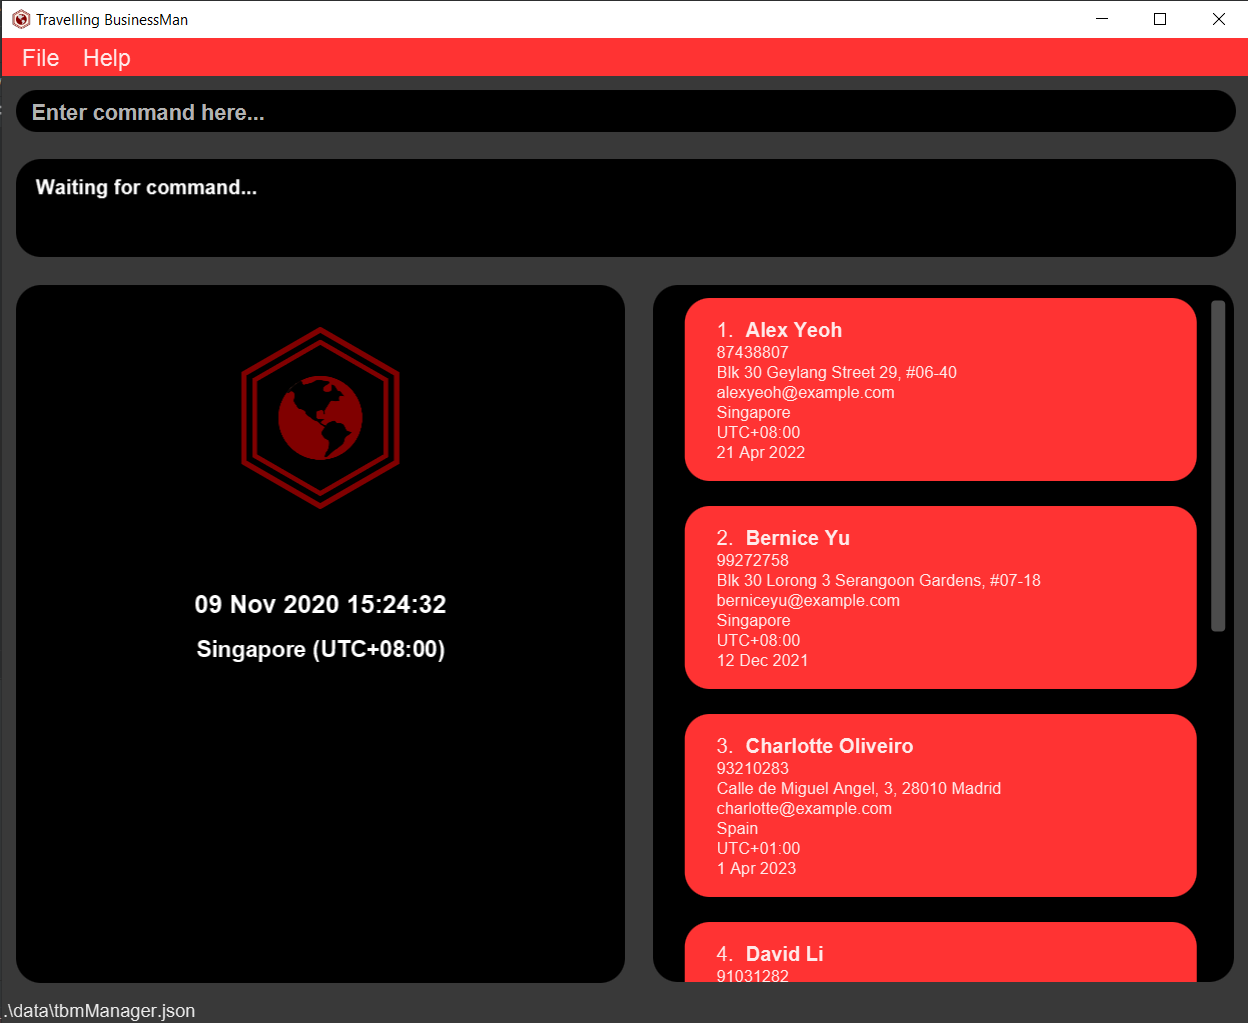 Travelling BusinessMan
File Help
Enter command here...
Waiting for command...
09 Nov 2020 15:24:32
Singapore (UTC+08:00)
1. Alex Yeoh
87438807
Blk 30 Geylang Street 29, #06-40
alexyeoh@example.com
Singapore
UTC+08:00
21 Apr 2022
2. Bernice Yu
99272758
Blk 30 Lorong 3 Serangoon Gardens, #07-18
berniceyu@example.com
Singapore
UTC+08:00
12 Dec 2021
3. Charlotte Oliveiro
93210283
Calle de Miguel Angel, 3, 28010 Madrid
charlotte@example.com
Spain
UTC+01:00
1 Apr 2023
4. David Li
91031282
.\data\tbmManager.json